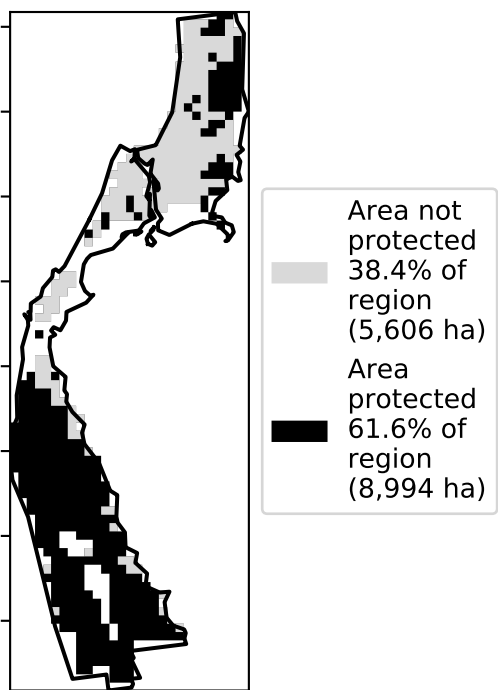 Area not
protected
38.4% of
region
(5,606 ha)
Area
protected
61.6% of
region
(8,994 ha)